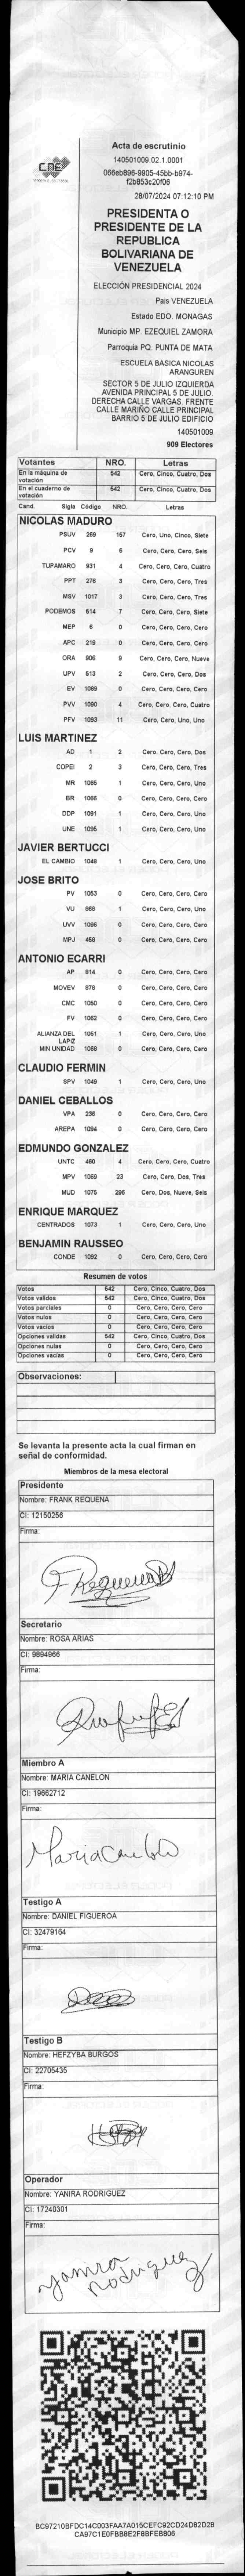 CNE
Acta de escrutinio
140501009.02.1.0001
066eb896-9905-45bb-b974-
f2b853c20f06
28/07/2024 07:12:10 PM
PRESIDENTA O
PRESIDENTE DE LA
REPUBLICA
BOLIVARIANA DE
VENEZUELA
ELECCIÓN PRESIDENCIAL 2024
País VENEZUELA
Estado EDO. MONAGAS
Municipio MP. EZEQUIEL ZAMORA
Parroquia PQ. PUNTA DE MATA
ESCUELA BASICA NICOLAS
ARANGUREN
SECTOR 5 DE JULIO IZQUIERDA
AVENIDA PRINCIPAL 5 DE JULIO
DERECHA CALLE VARGAS. FRENTE
CALLE MARIÑO CALLE PRINCIPAL
BARRIO 5 DE JULIO EDIFICIO
140501009
909 Electores
Votantes NRO. Letras
En la máquina de votación 542 Cero, Cinco, Cuatro, Dos
En el cuaderno de votación 542 Cero, Cinco, Cuatro, Dos
Cand. Sigla Código NRO. Letras
NICOLAS MADURO
PSUV 269 157 Cero, Uno, Cinco, Siete
PCV 9 6 Cero, Cero, Cero, Seis
TUPAMARO 931 4 Cero, Cero, Cero, Cuatro
PPT 276 3 Cero, Cero, Cero, Tres
MSV 1017 3 Cero, Cero, Cero, Tres
PODEMOS 514 7 Cero, Cero, Cero, Siete
MEP 6 0 Cero, Cero, Cero, Cero
APC 219 0 Cero, Cero, Cero, Cero
ORA 906 9 Cero, Cero, Cero, Nueve
UPV 513 2 Cero, Cero, Cero, Dos
EV 1089 0 Cero, Cero, Cero, Cero
PVV 1090 4 Cero, Cero, Cero, Cuatro
PFV 1093 11 Cero, Cero, Uno, Uno
LUIS MARTINEZ
AD 1 2 Cero, Cero, Cero, Dos
COPEI 2 3 Cero, Cero, Cero, Tres
MR 1065 1 Cero, Cero, Cero, Uno
BR 1066 0 Cero, Cero, Cero, Cero
DDP 1091 1 Cero, Cero, Cero, Uno
UNE 1095 1 Cero, Cero, Cero, Uno
JAVIER BERTUCCI
EL CAMBIO 1048 1 Cero, Cero, Cero, Uno
JOSE BRITO
PV 1053 0 Cero, Cero, Cero, Cero
VU 968 1 Cero, Cero, Cero, Uno
UVV 1096 0 Cero, Cero, Cero, Cero
MPJ 458 0 Cero, Cero, Cero, Cero
ANTONIO ECARRI
AP 814 0 Cero, Cero, Cero, Cero
MOVEV 878 0 Cero, Cero, Cero, Cero
CMC 1050 0 Cero, Cero, Cero, Cero
FV 1062 0 Cero, Cero, Cero, Cero
ALIANZA DEL LAPIZ 1051 1 Cero, Cero, Cero, Uno
MIN UNIDAD 1069 0 Cero, Cero, Cero, Cero
CLAUDIO FERMIN
SPV 1049 1 Cero, Cero, Cero, Uno
DANIEL CEBALLOS
VPA 236 0 Cero, Cero, Cero, Cero
AREPA 1094 0 Cero, Cero, Cero, Cero
EDMUNDO GONZALEZ
UNTC 460 4 Cero, Cero, Cero, Cuatro
MPV 1069 23 Cero, Cero, Dos, Tres
MUD 1075 296 Cero, Dos, Nueve, Seis
ENRIQUE MARQUEZ
CENTRADOS 1073 1 Cero, Cero, Cero, Uno
BENJAMIN RAUSSEO
CONDE 1092 0 Cero, Cero, Cero, Cero
Resumen de votos
Votos 542 Cero, Cinco, Cuatro, Dos
Votos validos 542 Cero, Cinco, Cuatro, Dos
Votos parciales 0 Cero, Cero, Cero, Cero
Votos nulos 0 Cero, Cero, Cero, Cero
Votos vacios 0 Cero, Cero, Cero, Cero
Opciones validas 542 Cero, Cinco, Cuatro, Dos
Opciones nulas 0 Cero, Cero, Cero, Cero
Opciones vacias 0 Cero, Cero, Cero, Cero
Observaciones:
Se levanta la presente acta la cual firman en
señal de conformidad.
Miembros de la mesa electoral
Presidente
Nombre: FRANK REQUENA
CI: 12150256
Firma:
F Requena
Secretario
Nombre: ROSA ARIAS
CI: 9894966
Firma:
Miembro A
Nombre: MARIA CANELON
CI: 19662712
Firma:
Maria Canelon
Testigo A
Nombre: DANIEL FIGUEROA
CI: 32479164
Firma:
Testigo B
Nombre: HEFZYBA BURGOS
CI: 22705435
Firma:
Operador
Nombre: YANIRA RODRIGUEZ
CI: 17240301
Firma:
Yanira
Rodriguez
BC97210BFDC14C003FAA7A015CEFC92CD24D82D28
CA97C1E0FBB8E2F8BFEB806